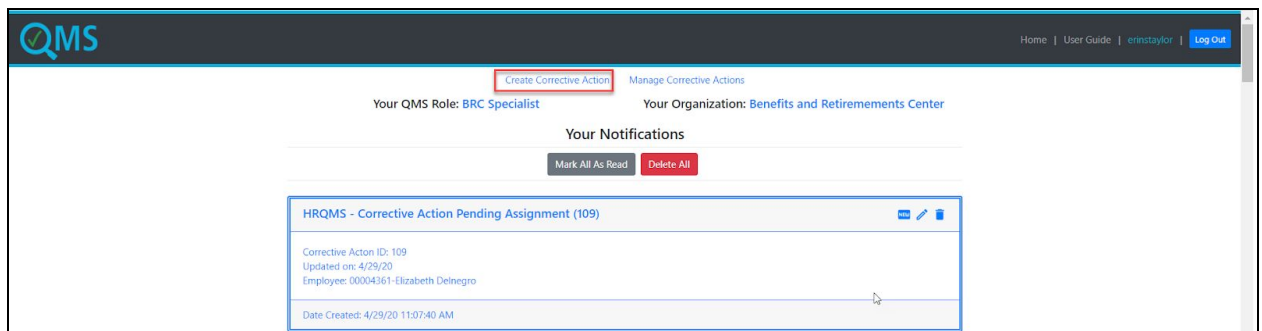 QMS
Home | User Guide | erinstaylor | Log Out
Create Corrective Action Manage Corrective Actions
Your QMS Role: BRC Specialist Your Organization: Benefits and Retiremements Center
Your Notifications
Mark All As Read Delete All
HRQMS - Corrective Action Pending Assignment (109) NEW
Corrective Acton ID: 109
Updated on: 4/29/20
Employee: 00004361-Elizabeth Delnegro
Date Created: 4/29/20 11:07:40 AM